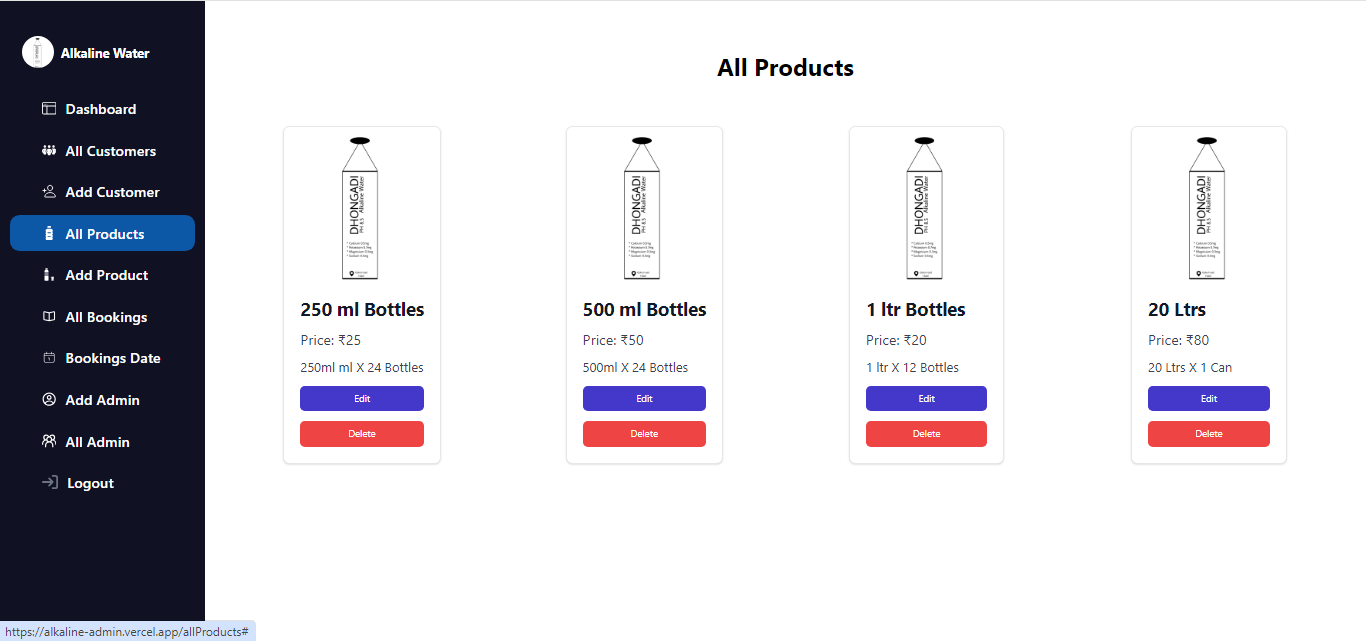 Alkaline Water
Dashboard
All Customers
Add Customer
All Products
Add Product
All Bookings
Bookings Date
Add Admin
All Admin
Logout
All Products
DHONGADI
Alkaline Water
PH 8.5
250 ml Bottles
Price: ₹25
250ml ml X 24 Bottles
Edit
Delete
DHONGADI
Alkaline Water
PH 8.5
500 ml Bottles
Price: ₹50
500ml X 24 Bottles
Edit
Delete
DHONGADI
Alkaline Water
PH 8.5
1 ltr Bottles
Price: ₹20
1 ltr X 12 Bottles
Edit
Delete
DHONGADI
Alkaline Water
PH 8.5
20 Ltrs
Price: ₹80
20 Ltrs X 1 Can
Edit
Delete
https://alkaline-admin.vercel.app/allProducts#